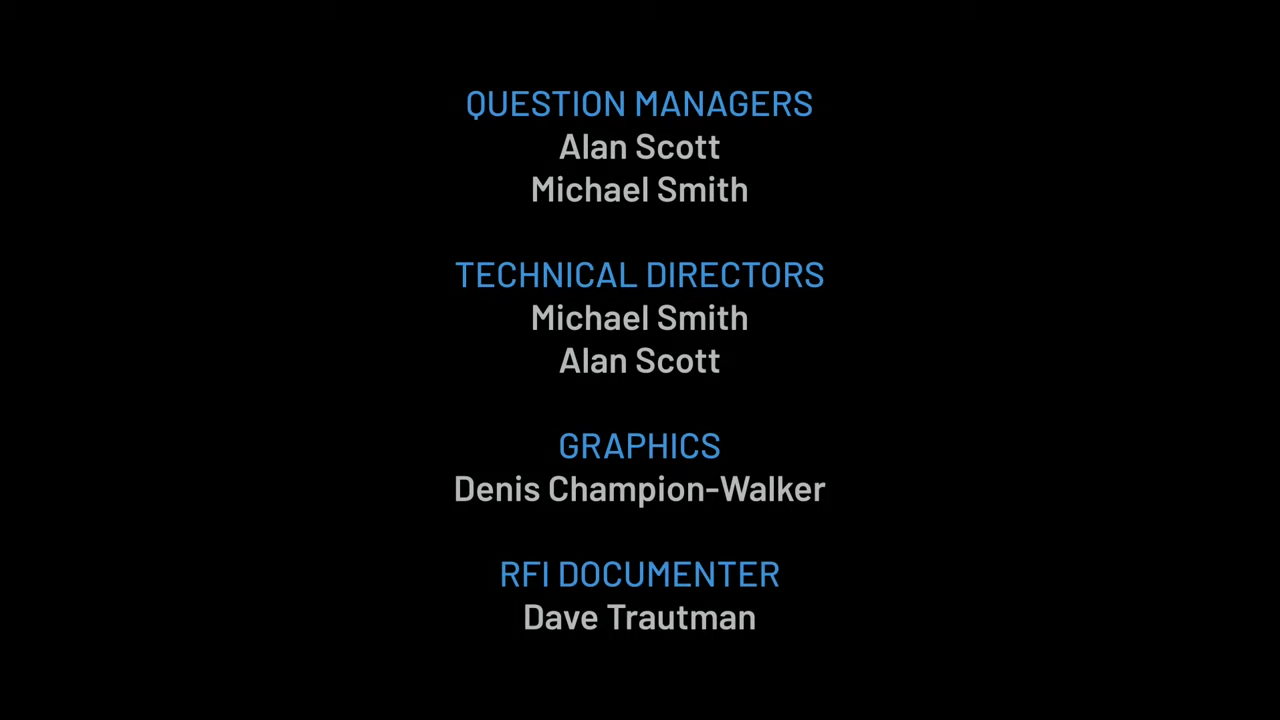 QUESTION MANAGERS
Alan Scott
Michael Smith
TECHNICAL DIRECTORS
Michael Smith
Alan Scott
GRAPHICS
Denis Champion-Walker
RFI DOCUMENTER
Dave Trautman